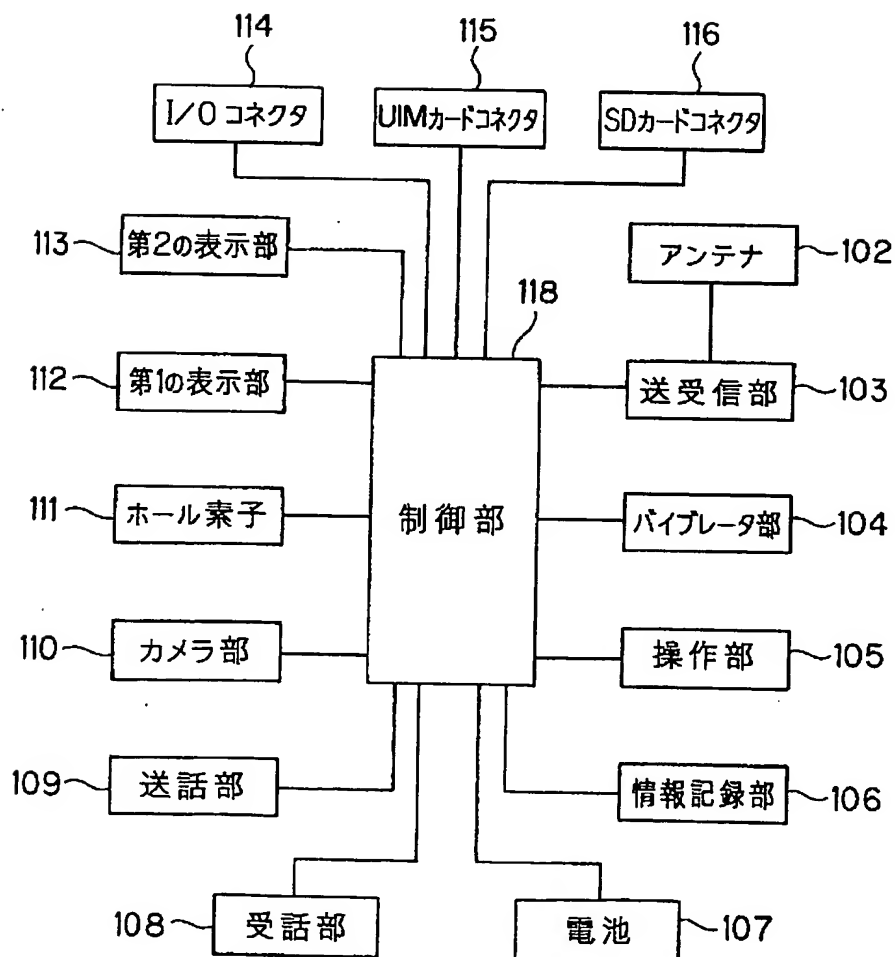 114
115
116
I/O コネクタ
UIMカードコネクタ
SDカードコネクタ
113
第2の表示部
アンテナ
102
118
112
第1の表示部
送受信部
103
111
ホール素子
制御部
バイブレータ部
104
110
カメラ部
操作部
105
109
送話部
情報記録部
106
108
受話部
電池
107